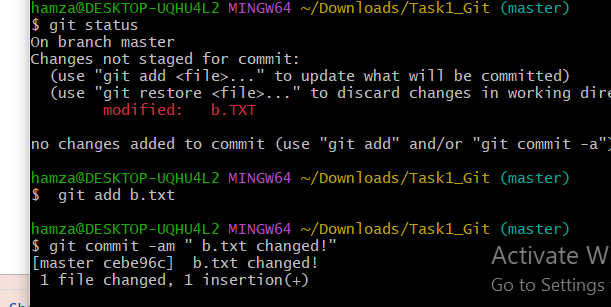 hamza@DESKTOP-UQHU4L2 MINGW64 ~/Downloads/Task1_Git (master)
$ git status
On branch master
Changes not staged for commit:
  (use "git add <file>..." to update what will be committed)
  (use "git restore <file>..." to discard changes in working dire
        modified:   b.TXT

no changes added to commit (use "git add" and/or "git commit -a")
hamza@DESKTOP-UQHU4L2 MINGW64 ~/Downloads/Task1_Git (master)
$  git add b.txt

hamza@DESKTOP-UQHU4L2 MINGW64 ~/Downloads/Task1_Git (master)
$ git commit -am " b.txt changed!"
[master cebe96c]  b.txt changed!
 1 file changed, 1 insertion(+)
Activate W
Go to Settings